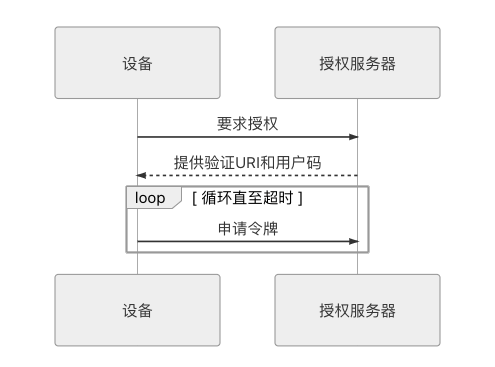 设备
授权服务器
要求授权
提供验证URI和用户码
loop
[ 循环直至超时 ]
申请令牌
设备
授权服务器